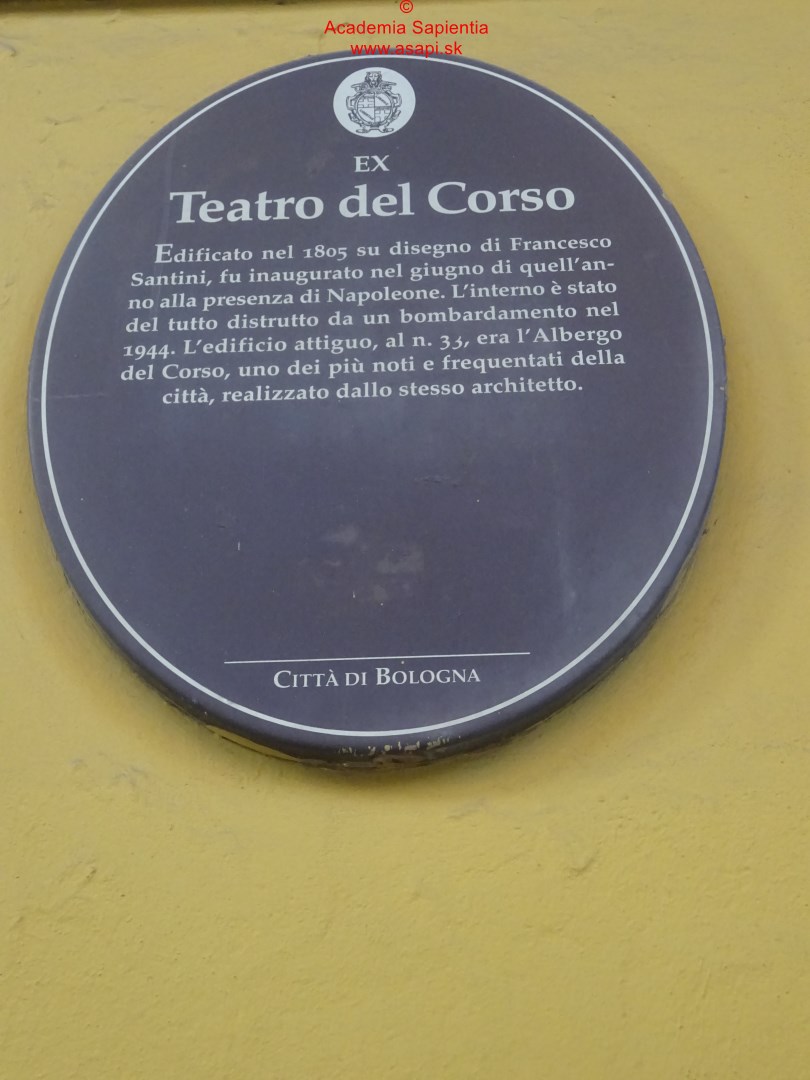 ©
Academia Sapientia
www.asapi.sk
EX
Teatro del Corso
Edificato nel 1805 su disegno di Francesco
Santini, fu inaugurato nel giugno di quell'an-
no alla presenza di Napoleone. L'interno è stato
del tutto distrutto da un bombardamento nel
1944. L'edificio attiguo, al n. 33, era l'Albergo
del Corso, uno dei più noti e frequentati della
città, realizzato dallo stesso architetto.
CITTÀ DI BOLOGNA